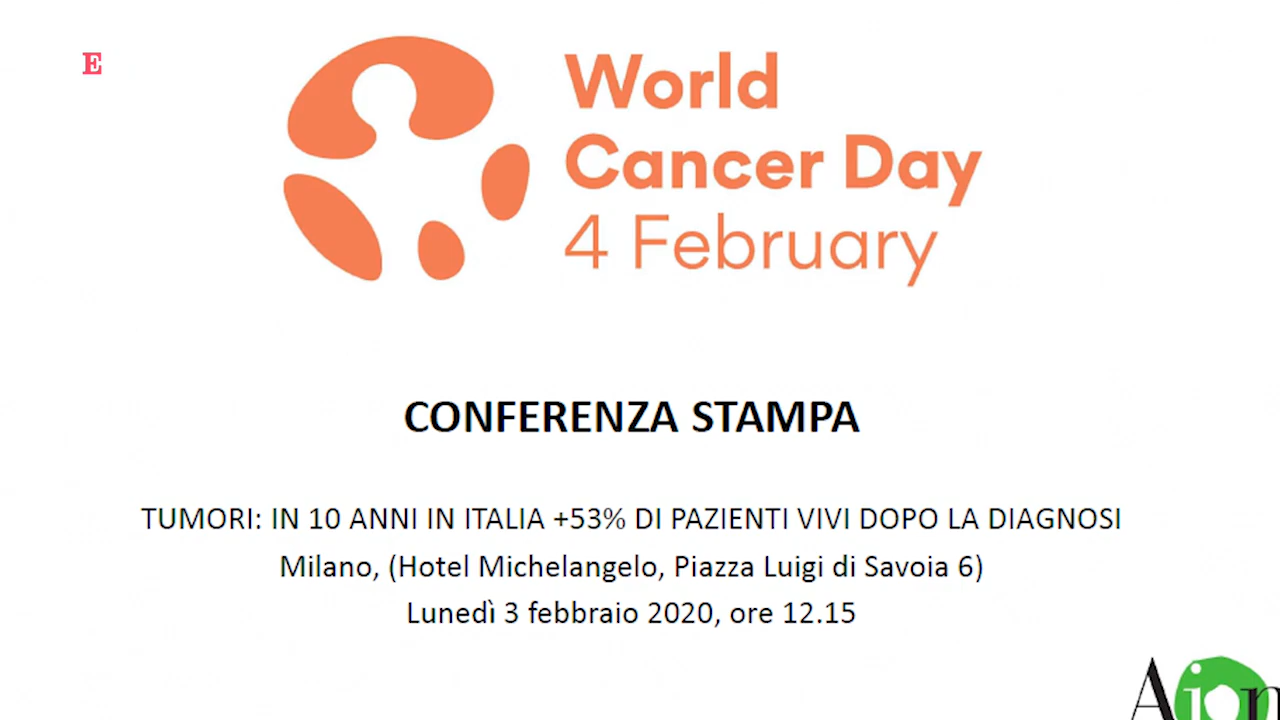 E
World
Cancer Day
4 February
CONFERENZA STAMPA
TUMORI: IN 10 ANNI IN ITALIA +53% DI PAZIENTI VIVI DOPO LA DIAGNOSI
Milano, (Hotel Michelangelo, Piazza Luigi di Savoia 6)
Lunedì 3 febbraio 2020, ore 12.15